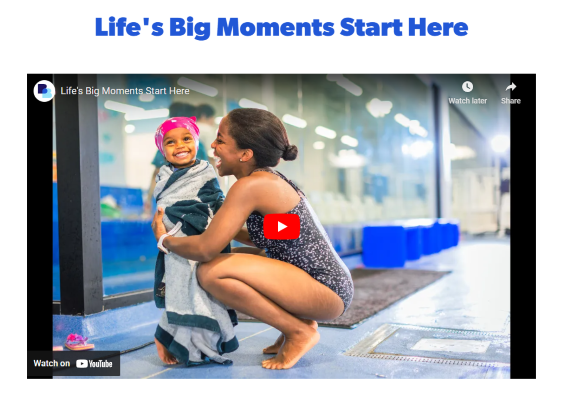 Life's Big Moments Start Here
Life's Big Moments Start Here
Watch later
Share
Watch on YouTube